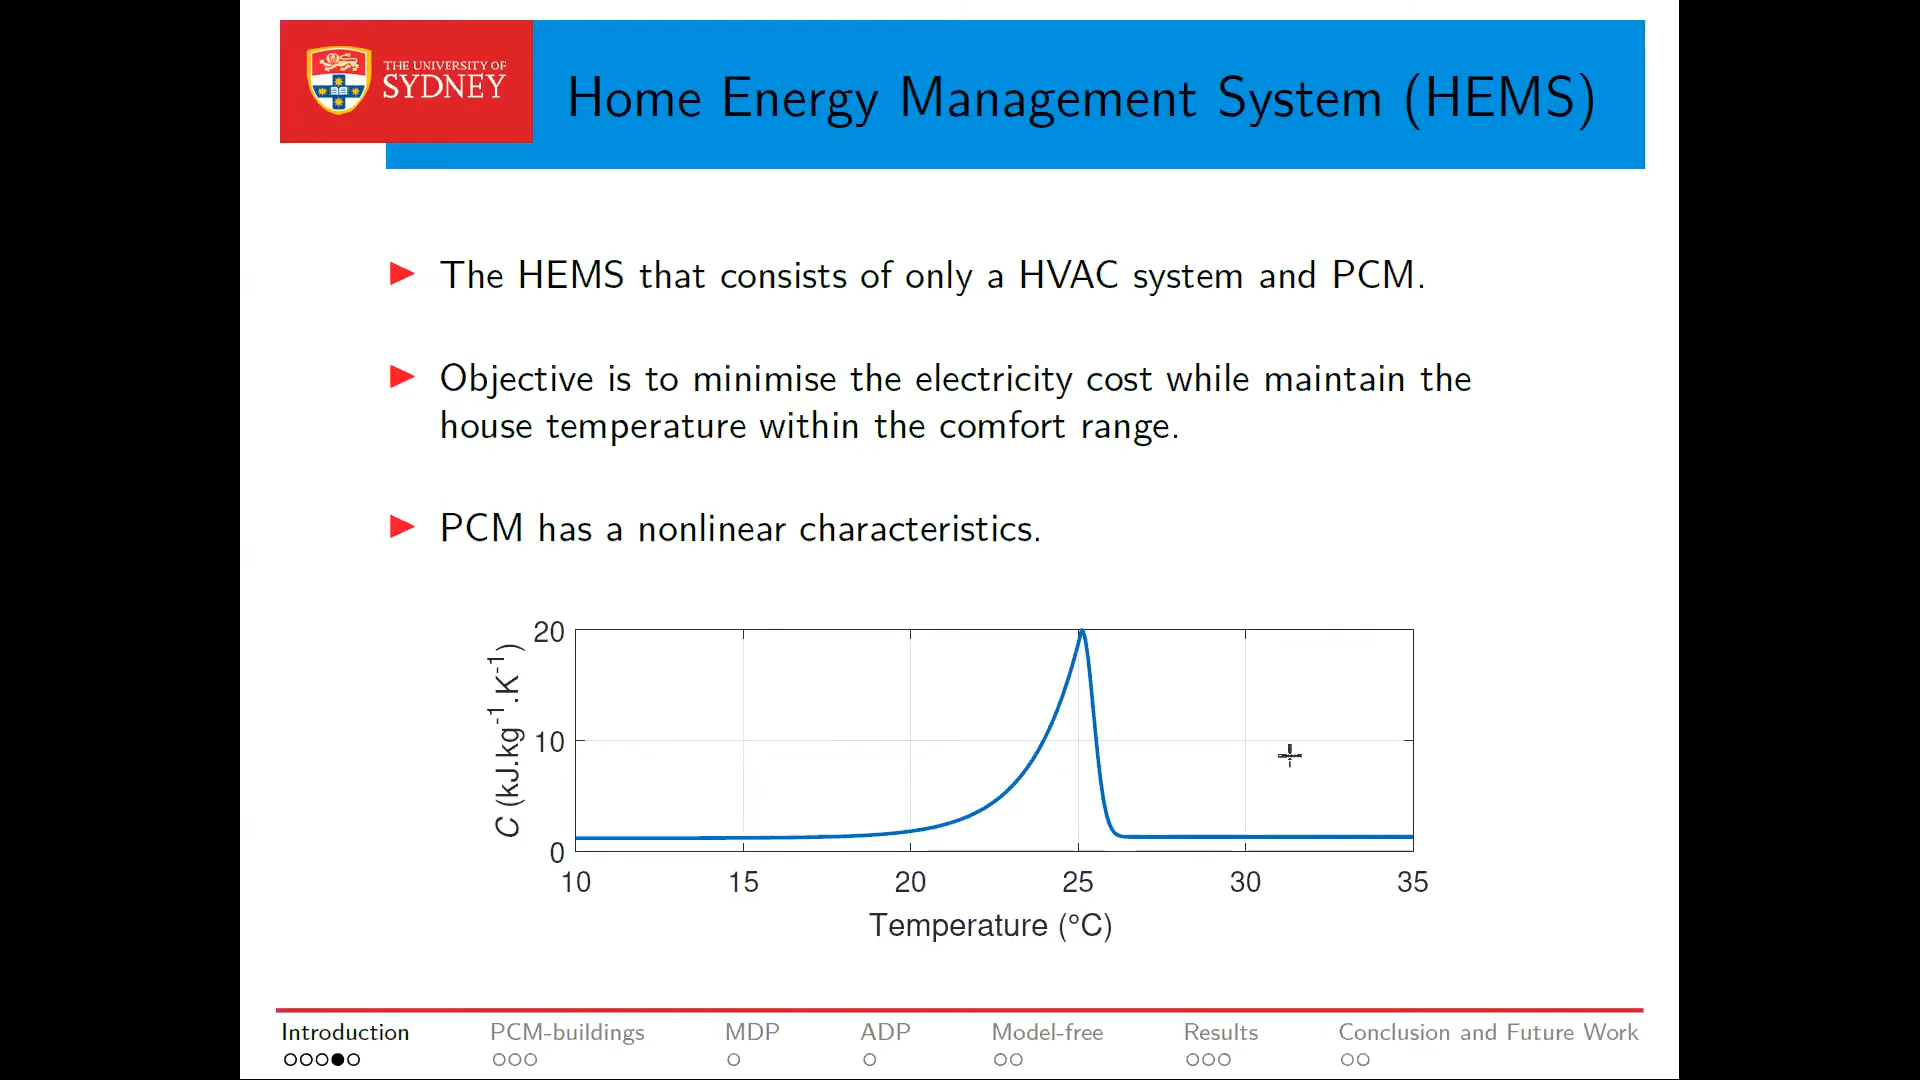 THE UNIVERSITY OF
SYDNEY
Home Energy Management System (HEMS)
The HEMS that consists of only a HVAC system and PCM.
Objective is to minimise the electricity cost while maintain the
house temperature within the comfort range.
PCM has a nonlinear characteristics.
C (kJ.kg⁻¹.K⁻¹)
20
10
0
10 15 20 25 30 35
Temperature (°C)
Introduction PCM-buildings MDP ADP Model-free Results Conclusion and Future Work